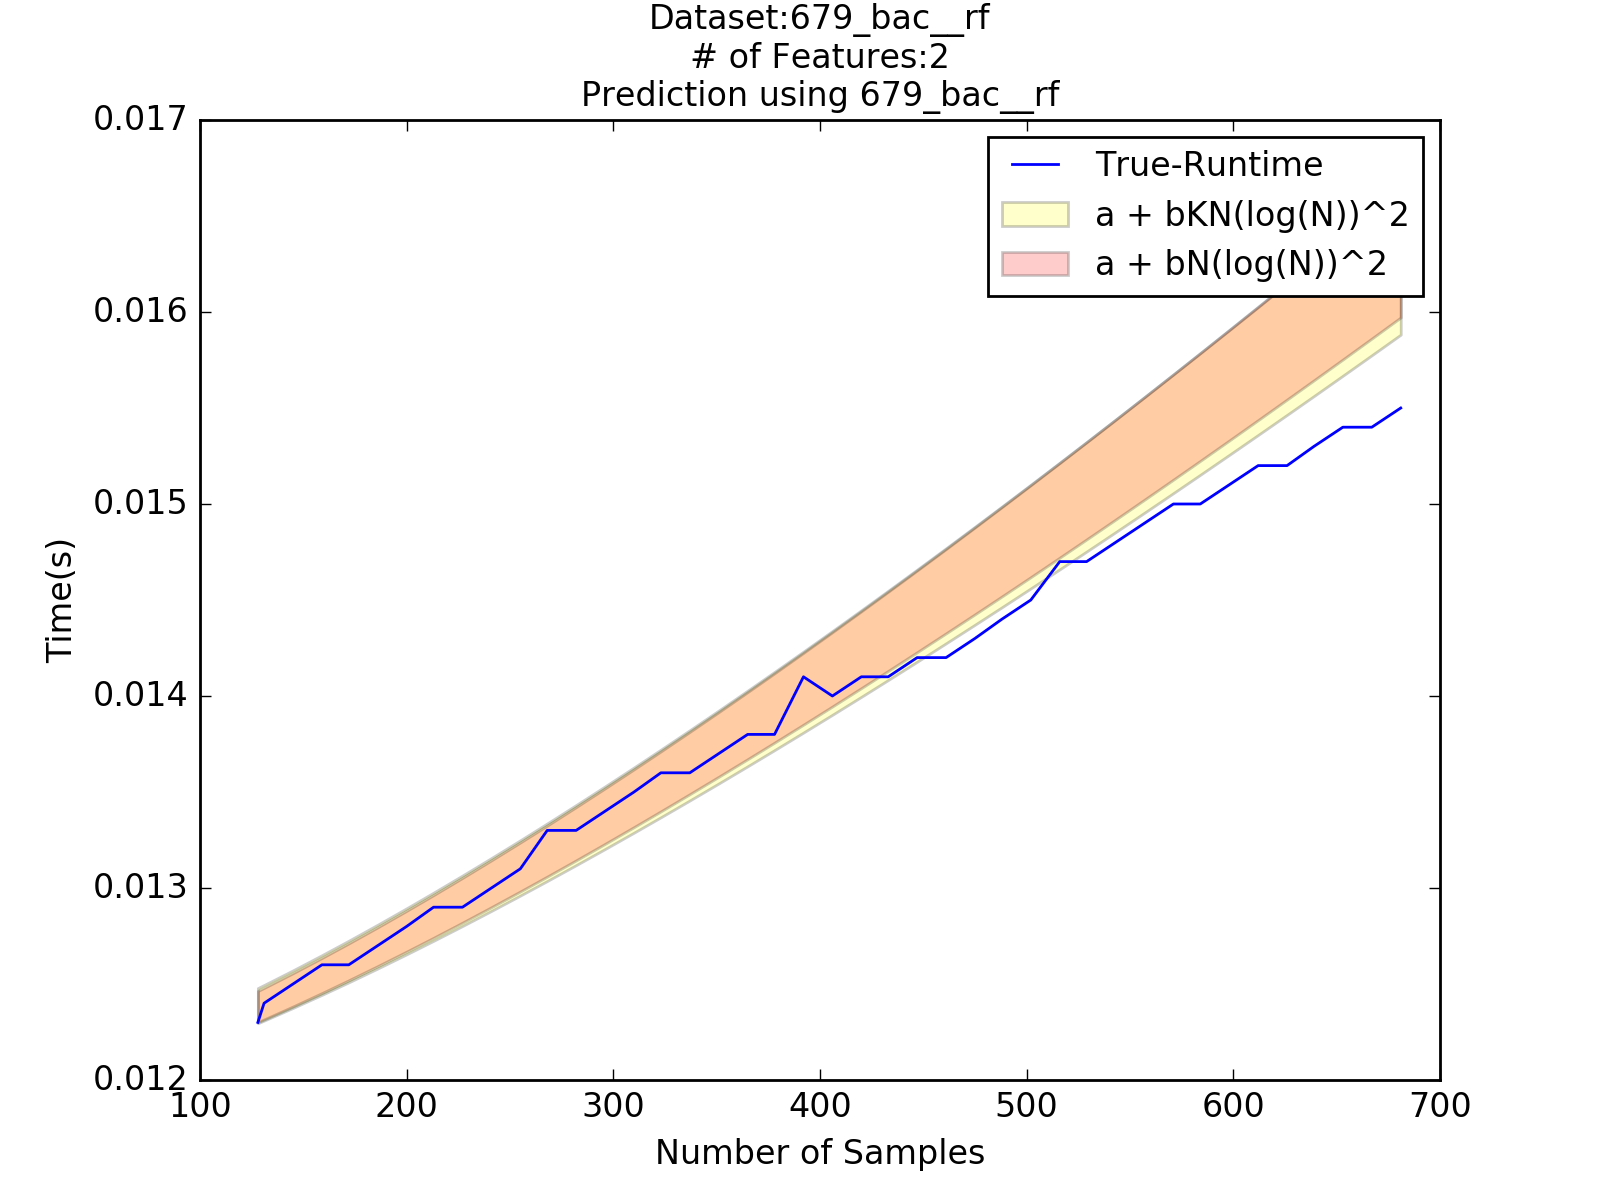 Dataset:679_bac__rf
# of Features:2
Prediction using 679_bac__rf
0.017
0.016
0.015
0.014
0.013
0.012
Time(s)
True-Runtime
a + bKN(log(N))^2
a + bN(log(N))^2
100 200 300 400 500 600 700
Number of Samples